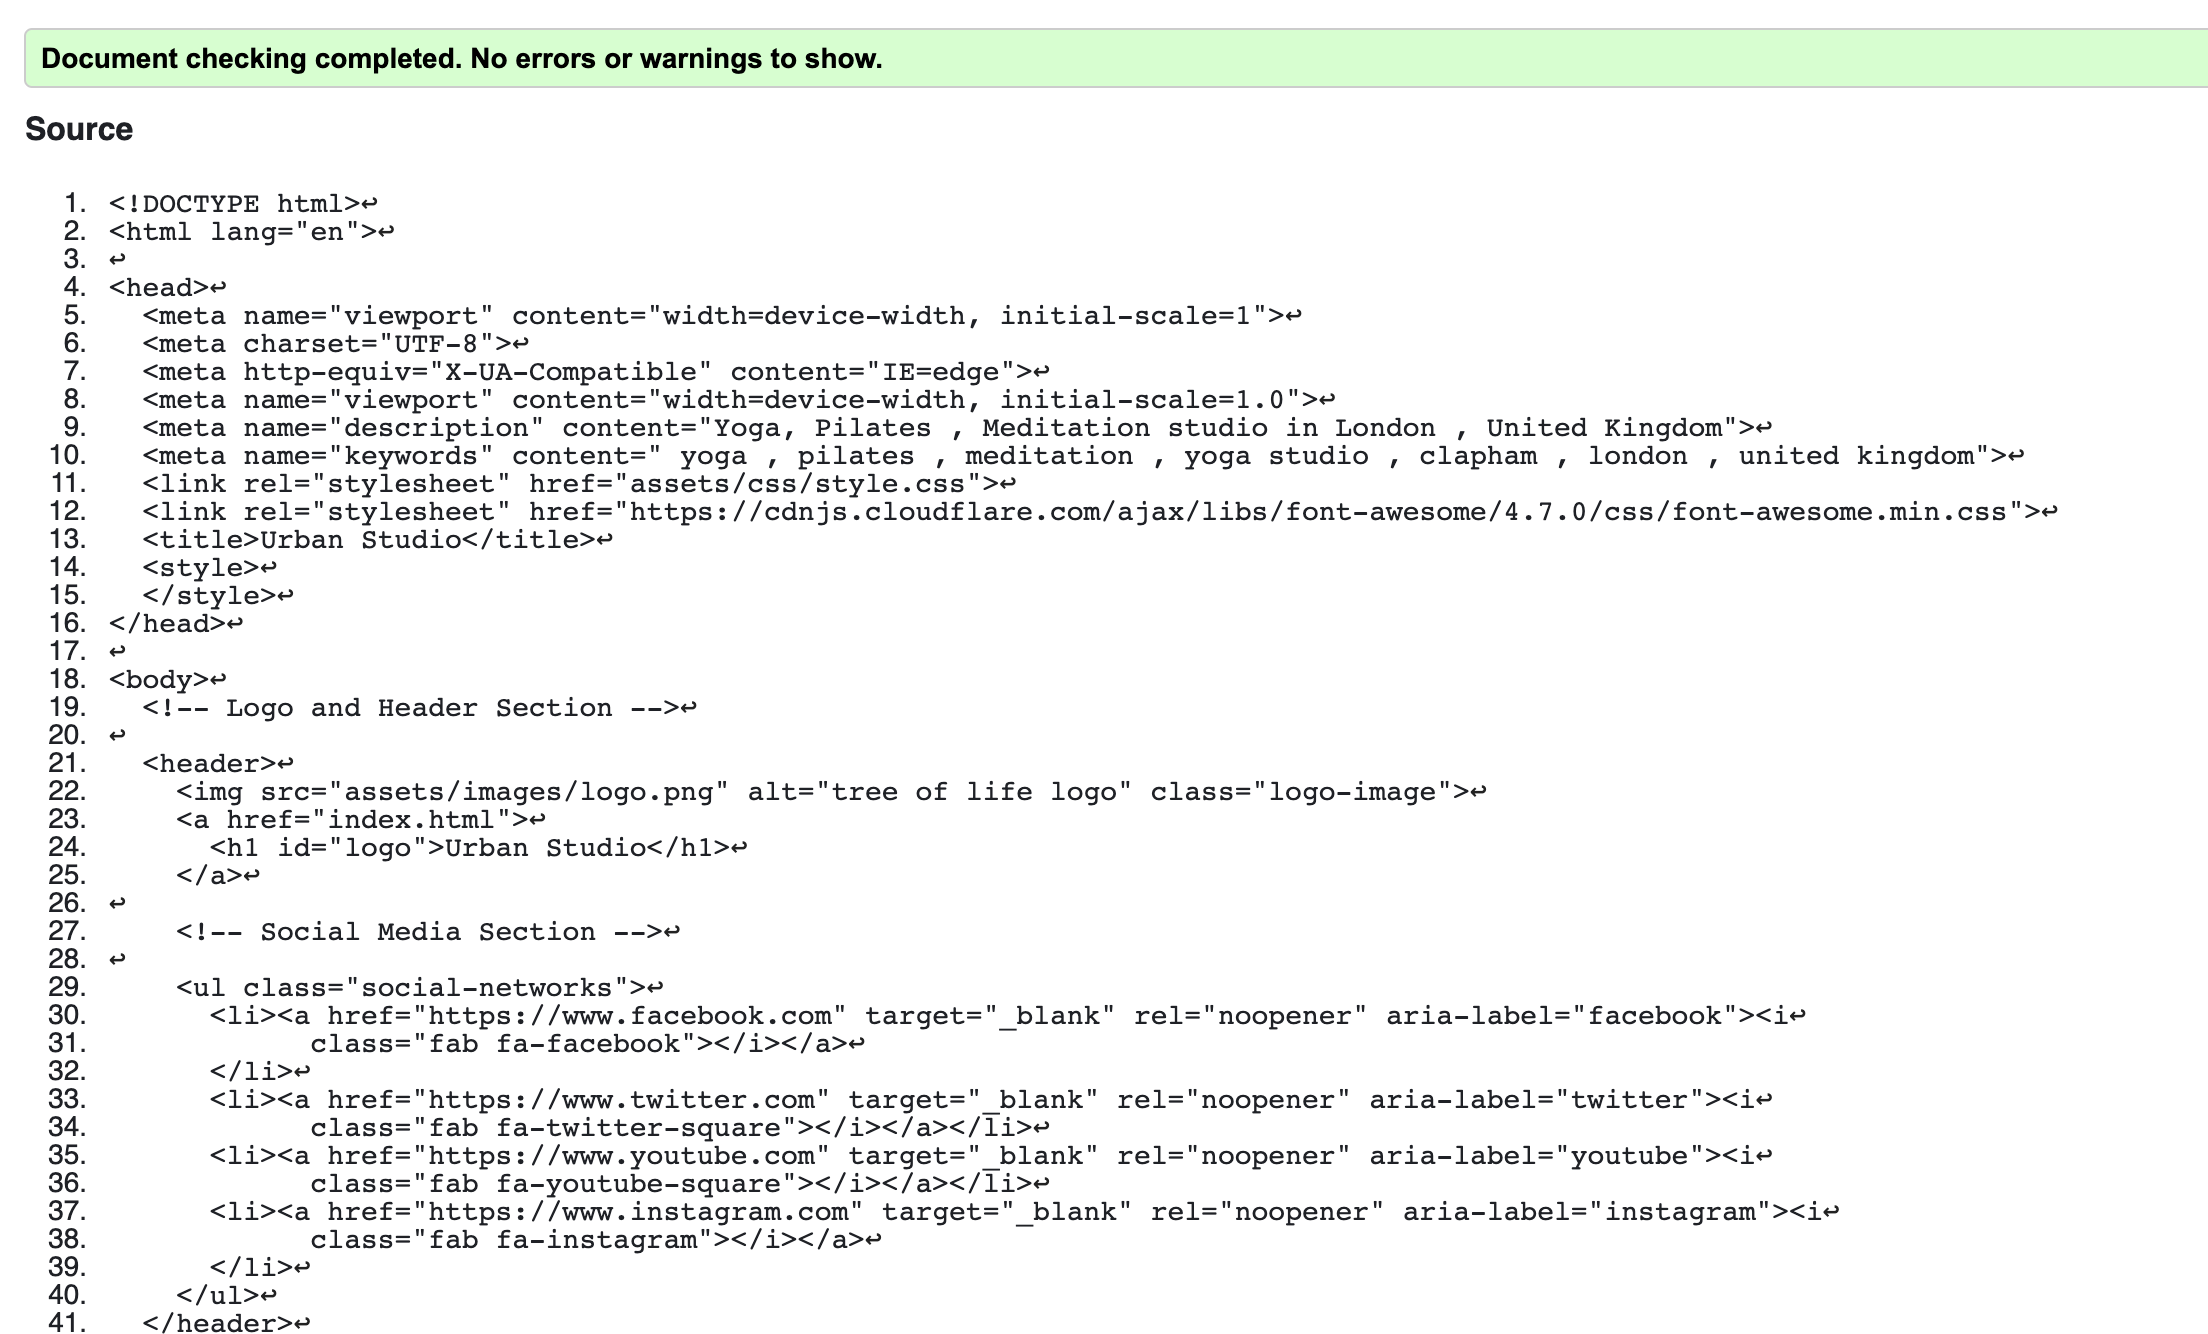 Document checking completed. No errors or warnings to show.
Source
1. <!DOCTYPE html>↩
2. <html lang="en">↩
3. ↩
4. <head>↩
5.   <meta name="viewport" content="width=device-width, initial-scale=1">↩
6.   <meta charset="UTF-8">↩
7.   <meta http-equiv="X-UA-Compatible" content="IE=edge">↩
8.   <meta name="viewport" content="width=device-width, initial-scale=1.0">↩
9.   <meta name="description" content="Yoga, Pilates , Meditation studio in London , United Kingdom">↩
10.   <meta name="keywords" content=" yoga , pilates , meditation , yoga studio , clapham , london , united kingdom">↩
11.   <link rel="stylesheet" href="assets/css/style.css">↩
12.   <link rel="stylesheet" href="https://cdnjs.cloudflare.com/ajax/libs/font-awesome/4.7.0/css/font-awesome.min.css">↩
13.   <title>Urban Studio</title>↩
14.   <style>↩
15.   </style>↩
16. </head>↩
17. ↩
18. <body>↩
19.   <!-- Logo and Header Section -->↩
20. ↩
21.   <header>↩
22.     <img src="assets/images/logo.png" alt="tree of life logo" class="logo-image">↩
23.     <a href="index.html">↩
24.       <h1 id="logo">Urban Studio</h1>↩
25.     </a>↩
26. ↩
27.     <!-- Social Media Section -->↩
28. ↩
29.     <ul class="social-networks">↩
30.       <li><a href="https://www.facebook.com" target="_blank" rel="noopener" aria-label="facebook"><i↩
31.             class="fab fa-facebook"></i></a>↩
32.       </li>↩
33.       <li><a href="https://www.twitter.com" target="_blank" rel="noopener" aria-label="twitter"><i↩
34.             class="fab fa-twitter-square"></i></a></li>↩
35.       <li><a href="https://www.youtube.com" target="_blank" rel="noopener" aria-label="youtube"><i↩
36.             class="fab fa-youtube-square"></i></a></li>↩
37.       <li><a href="https://www.instagram.com" target="_blank" rel="noopener" aria-label="instagram"><i↩
38.             class="fab fa-instagram"></i></a>↩
39.       </li>↩
40.     </ul>↩
41.   </header>↩